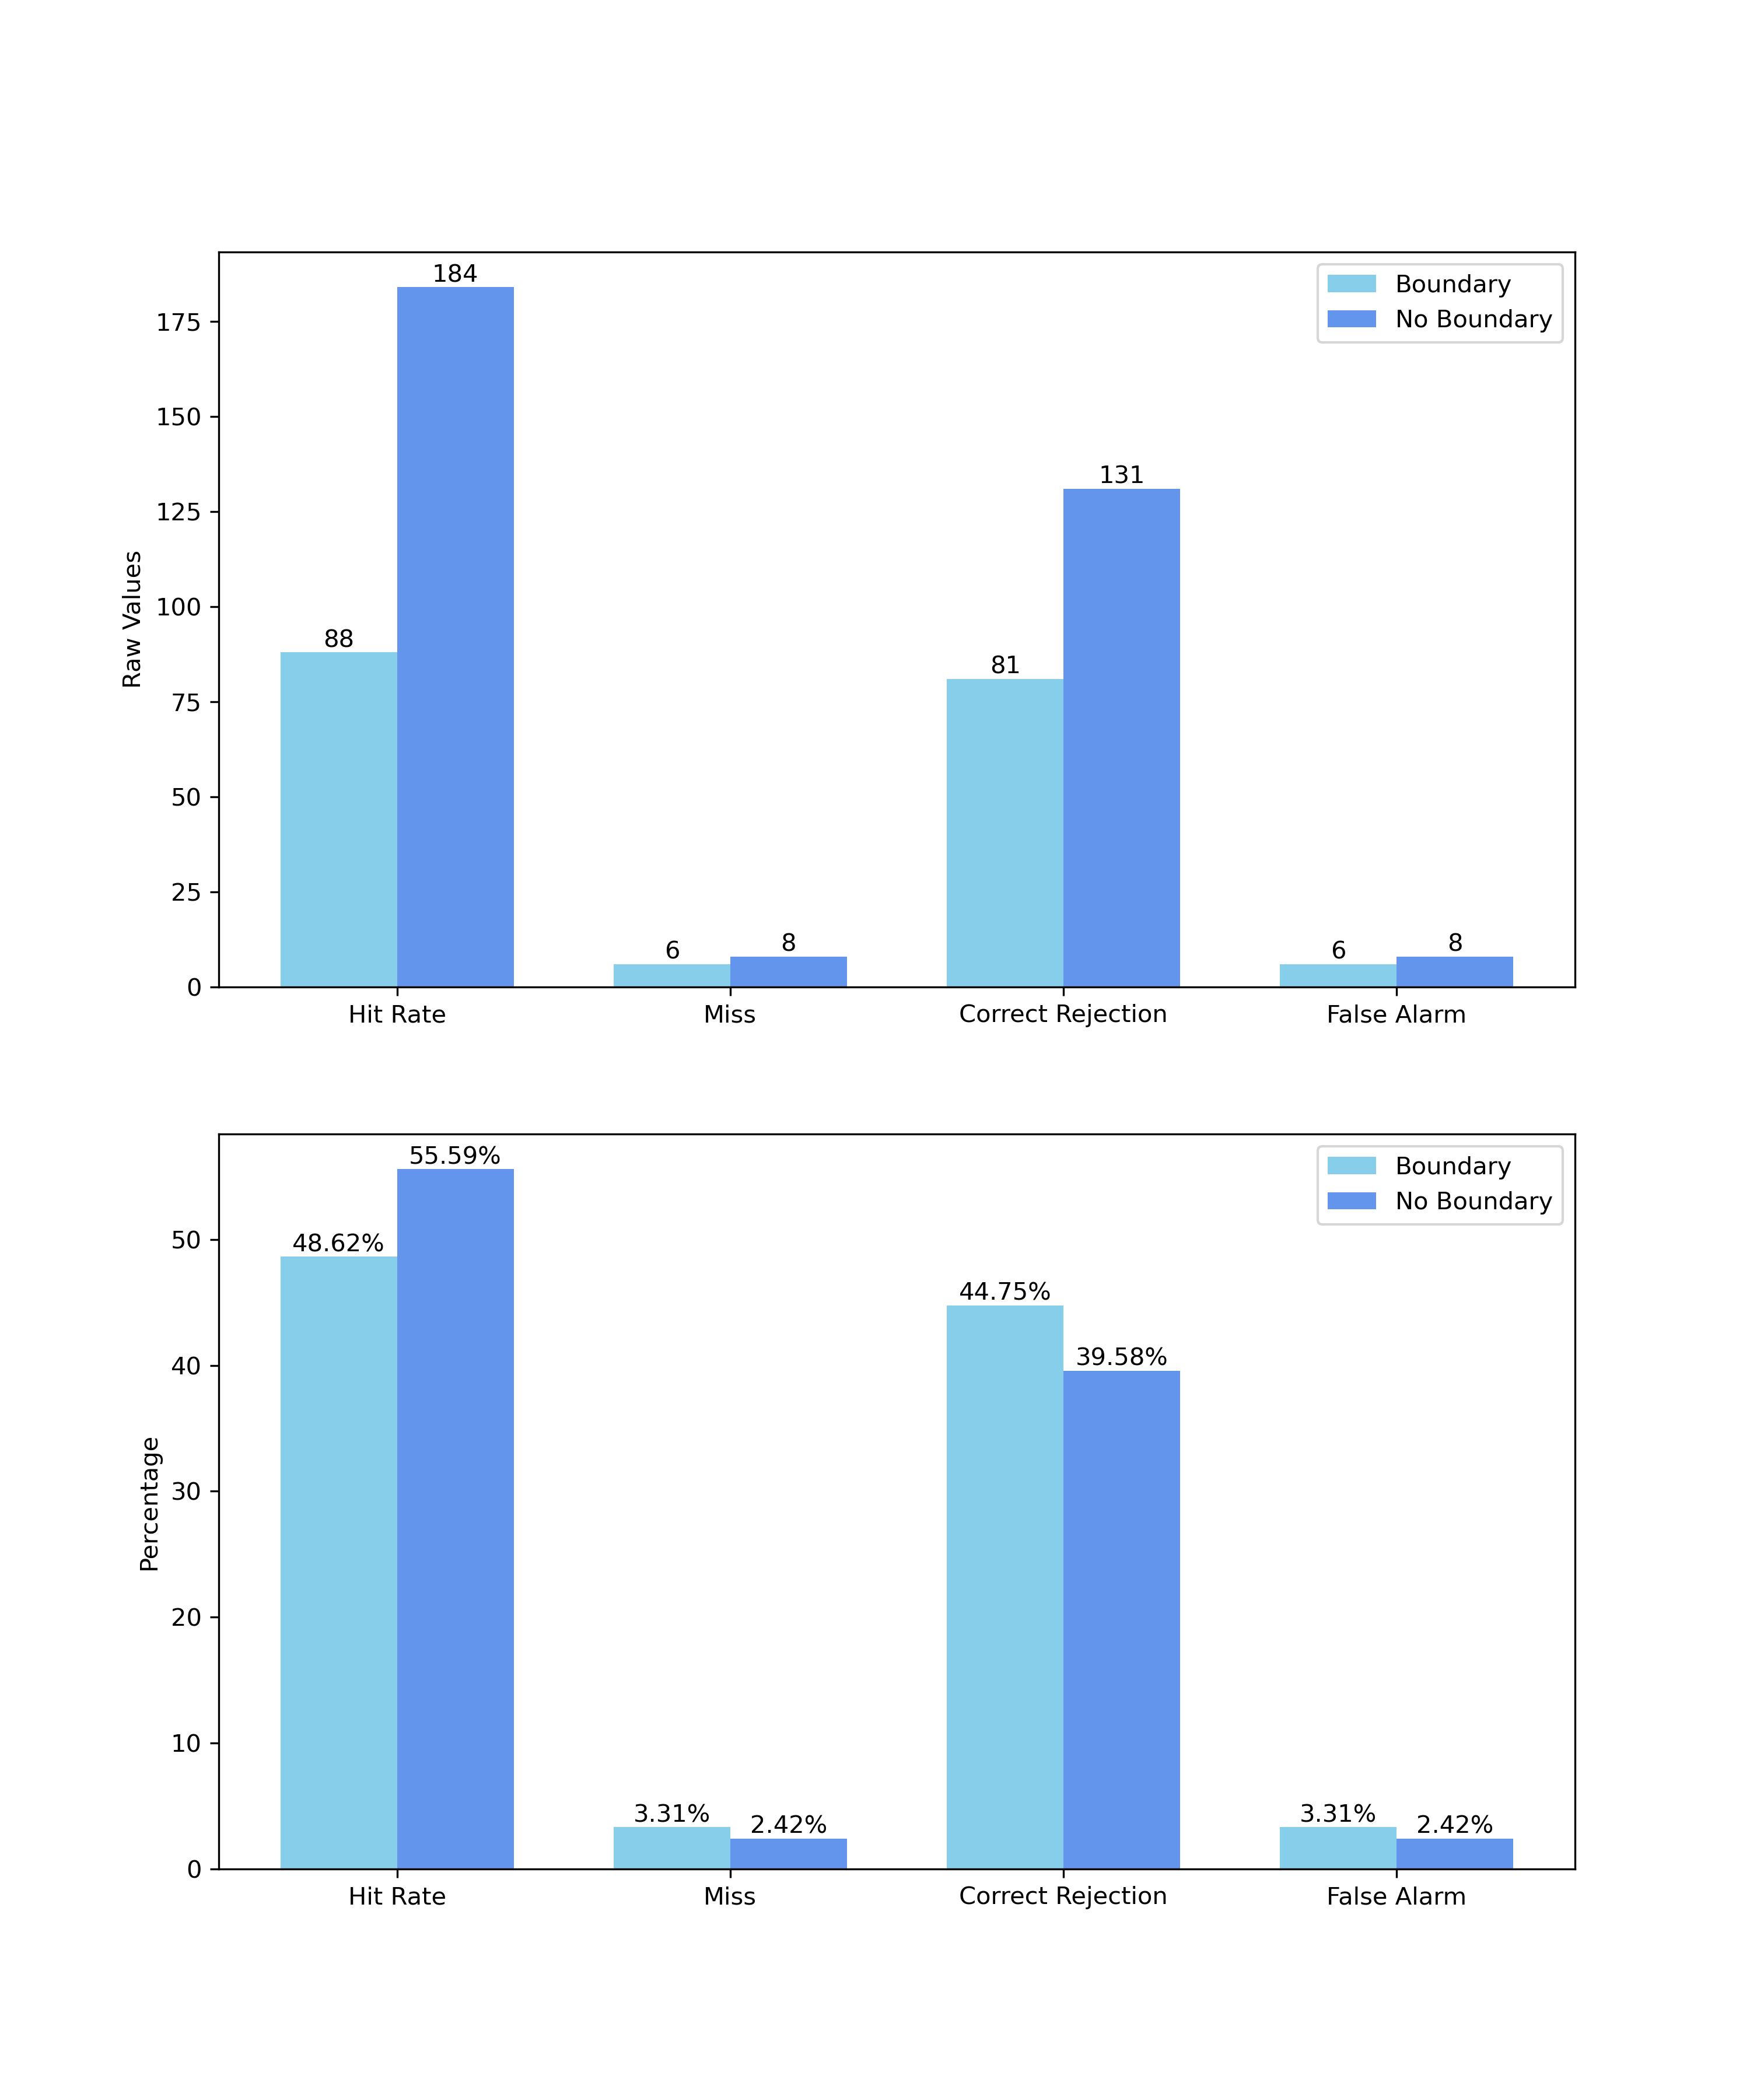 184
Boundary
No Boundary
175
150
131
125
Raw Values
100
88
81
75
50
25
6
8
6
8
0
Hit Rate
Miss
Correct Rejection
False Alarm
55.59%
Boundary
No Boundary
50
48.62%
44.75%
40
39.58%
Percentage
30
20
10
3.31%
2.42%
3.31%
2.42%
0
Hit Rate
Miss
Correct Rejection
False Alarm